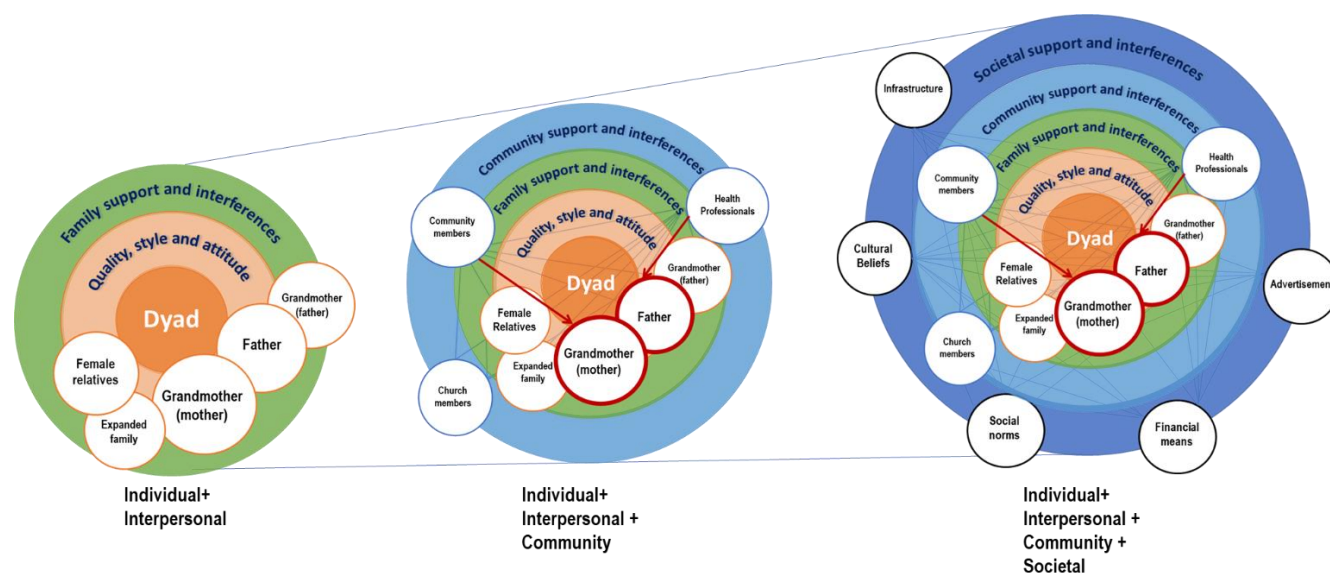 Family support and interferences
Quality, style and attitude
Dyad
Grandmother
(father)
Father
Female
relatives
Grandmother
(mother)
Expanded
family
Individual+
Interpersonal
Community support and interferences
Family support and interferences
Quality, style and attitude
Dyad
Community
members
Health
Professionals
Grandmother
(father)
Female
Relatives
Father
Grandmother
(mother)
Expanded
family
Church
members
Individual+
Interpersonal +
Community
Societal support and interferences
Community support and interferences
Family support and interferences
Quality, style and attitude
Dyad
Infrastructure
Health
Professionals
Community
members
Grandmother
(father)
Cultural
Beliefs
Female
Relatives
Father
Advertisemen
Grandmother
(mother)
Expanded
family
Church
members
Social
norms
Financial
means
Individual+
Interpersonal +
Community +
Societal